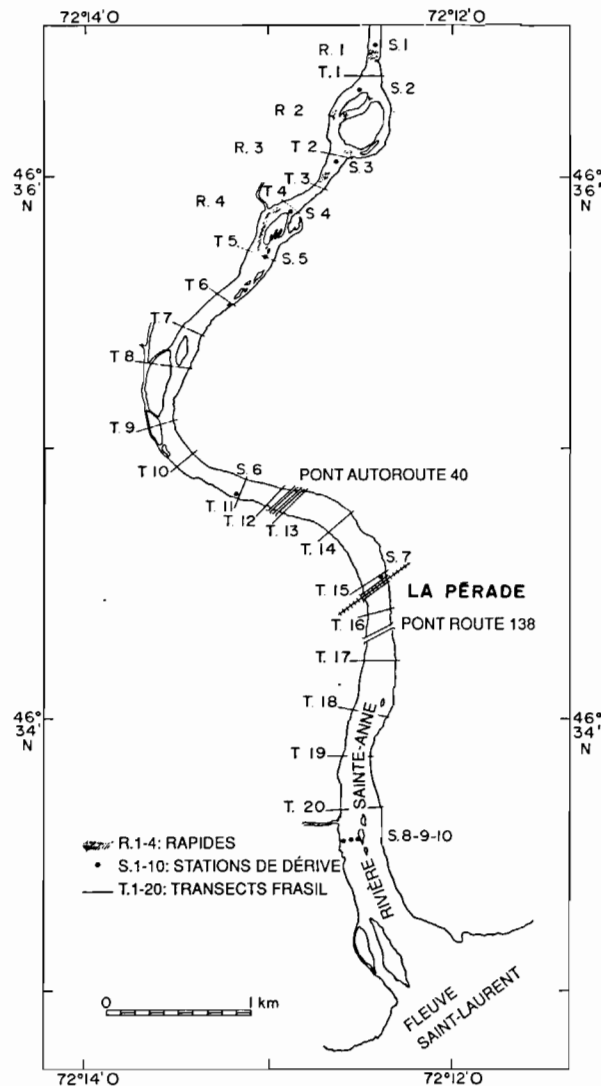 72°14'O
72°12'O
R. 1
S.1
T.1
S.2
R 2
T 2
R. 3
S.3
46°
36'
N
46°
36'
N
T.3
T4
R. 4
S 4
T 5
S.5
T6
T7
T 8
T.9
T 10
S.6
PONT AUTOROUTE 40
T. 11
T. 12
T. 13
T. 14
S.7
T. 15
LA PÉRADE
T. 16
PONT ROUTE 138
T. 17
T. 18
46°
34'
N
46°
34'
N
T 19
RIVIÈRE SAINTE-ANNE
T. 20
S.8-9-10
R.1-4: RAPIDES
S.1-10: STATIONS DE DÉRIVE
T.1-20: TRANSECTS FRASIL
0 1 km
FLEUVE
SAINT-LAURENT
72°14'O
72°12'O